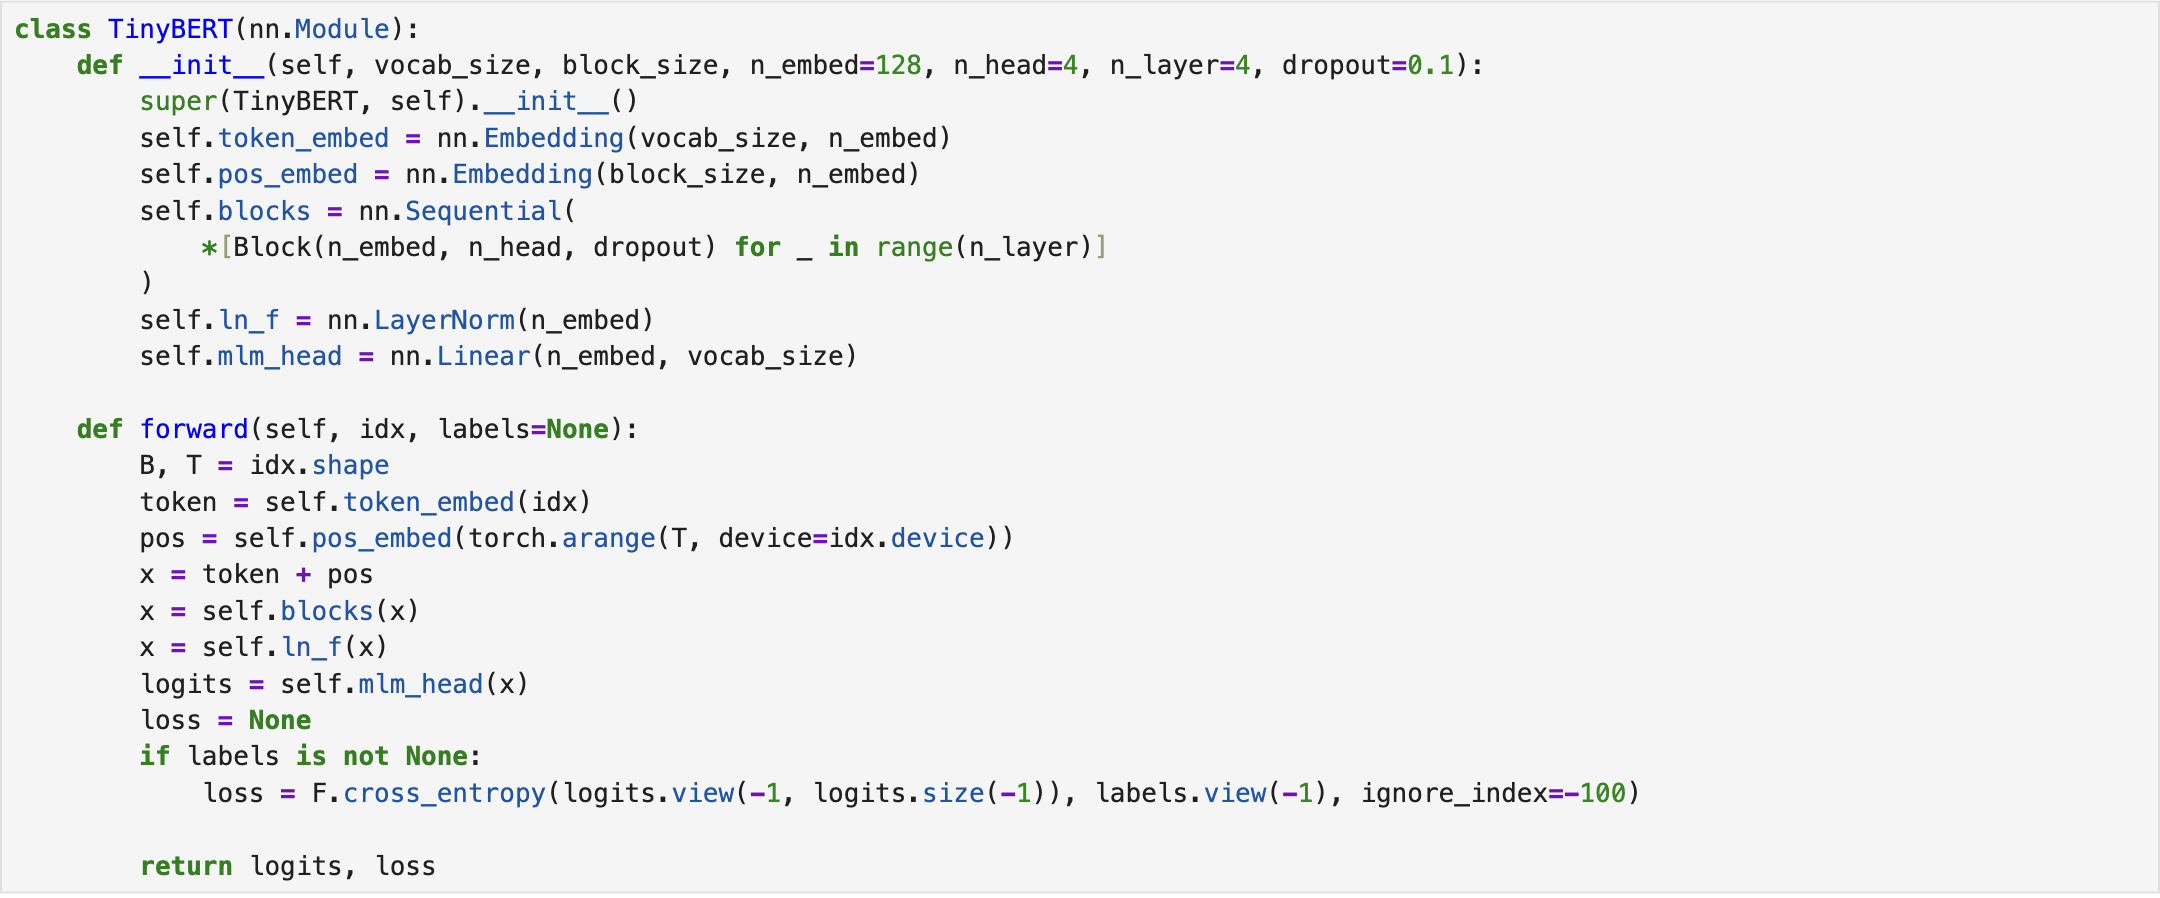 class TinyBERT(nn.Module):
    def __init__(self, vocab_size, block_size, n_embed=128, n_head=4, n_layer=4, dropout=0.1):
        super(TinyBERT, self).__init__()
        self.token_embed = nn.Embedding(vocab_size, n_embed)
        self.pos_embed = nn.Embedding(block_size, n_embed)
        self.blocks = nn.Sequential(
            *[Block(n_embed, n_head, dropout) for _ in range(n_layer)]
        )
        self.ln_f = nn.LayerNorm(n_embed)
        self.mlm_head = nn.Linear(n_embed, vocab_size)

    def forward(self, idx, labels=None):
        B, T = idx.shape
        token = self.token_embed(idx)
        pos = self.pos_embed(torch.arange(T, device=idx.device))
        x = token + pos
        x = self.blocks(x)
        x = self.ln_f(x)
        logits = self.mlm_head(x)
        loss = None
        if labels is not None:
            loss = F.cross_entropy(logits.view(-1, logits.size(-1)), labels.view(-1), ignore_index=-100)

        return logits, loss